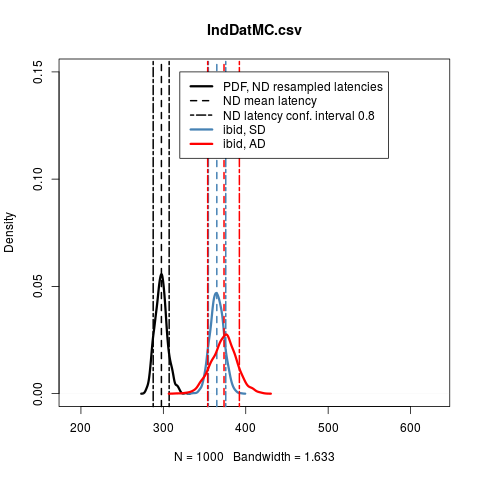 IndDatMC.csv
PDF, ND resampled latencies
ND mean latency
ND latency conf. interval 0.8
ibid, SD
ibid, AD
Density
0.15
0.10
0.05
0.00
200 300 400 500 600
N = 1000 Bandwidth = 1.633